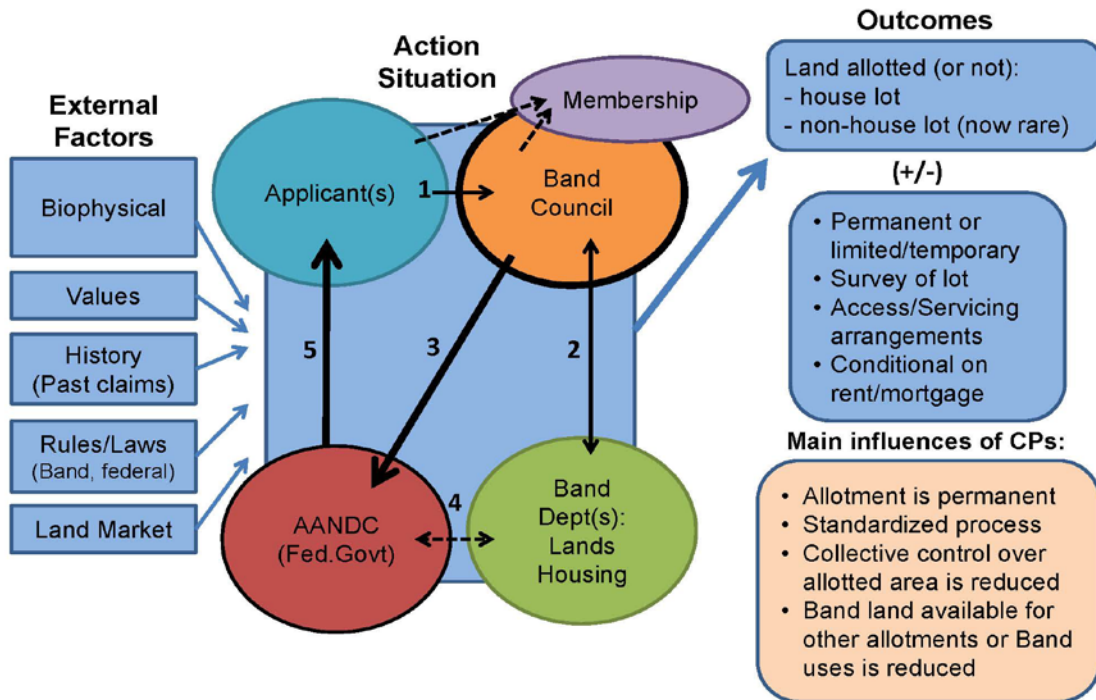 External
Factors
Biophysical
Values
History
(Past claims)
Rules/Laws
(Band, federal)
Land Market
Action
Situation
Membership
Applicant(s)
1
Band
Council
5
3
2
4
AANDC
(Fed.Govt)
Band
Dept(s):
Lands
Housing
Outcomes
Land allotted (or not):
- house lot
- non-house lot (now rare)
(+/-)
• Permanent or
limited/temporary
• Survey of lot
• Access/Servicing
arrangements
• Conditional on
rent/mortgage
Main influences of CPs:
• Allotment is permanent
• Standardized process
• Collective control over
allotted area is reduced
• Band land available for
other allotments or Band
uses is reduced